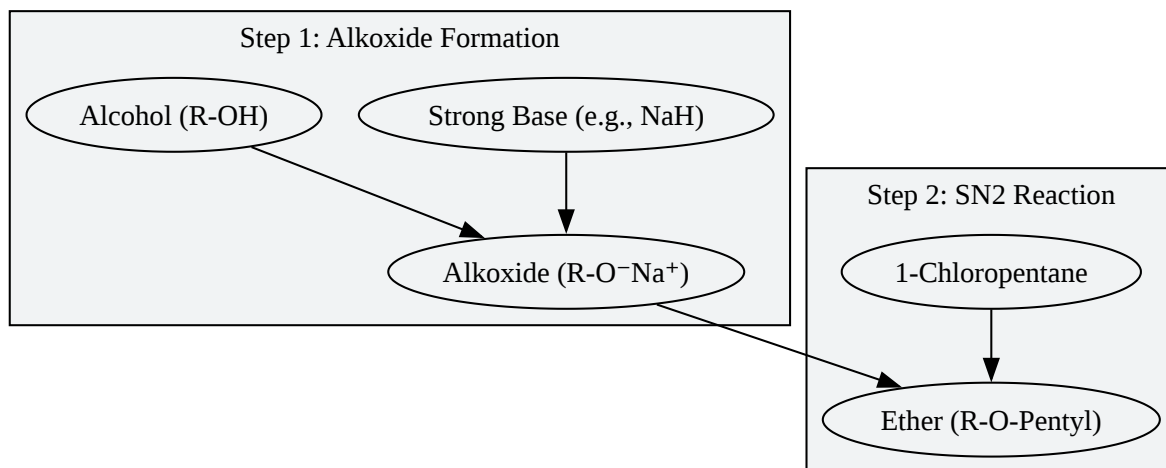 Step 1: Alkoxide Formation
Alcohol (R-OH)
Strong Base (e.g., NaH)
Alkoxide (R-O⁻Na⁺)
Step 2: SN2 Reaction
1-Chloropentane
Ether (R-O-Pentyl)